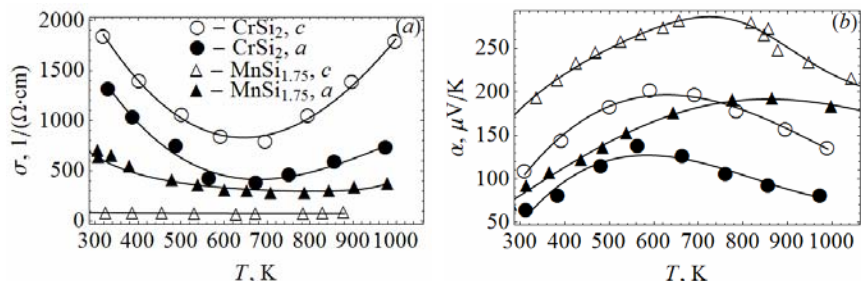 (a)
– CrSi₂, c
– CrSi₂, a
– MnSi₁.₇₅, c
– MnSi₁.₇₅, a
2000
1500
1000
500
0
σ, 1/(Ω·cm)
300 400 500 600 700 800 900 1000
T, K
(b)
250
200
150
100
50
α, μV/K
300 400 500 600 700 800 900 1000
T, K